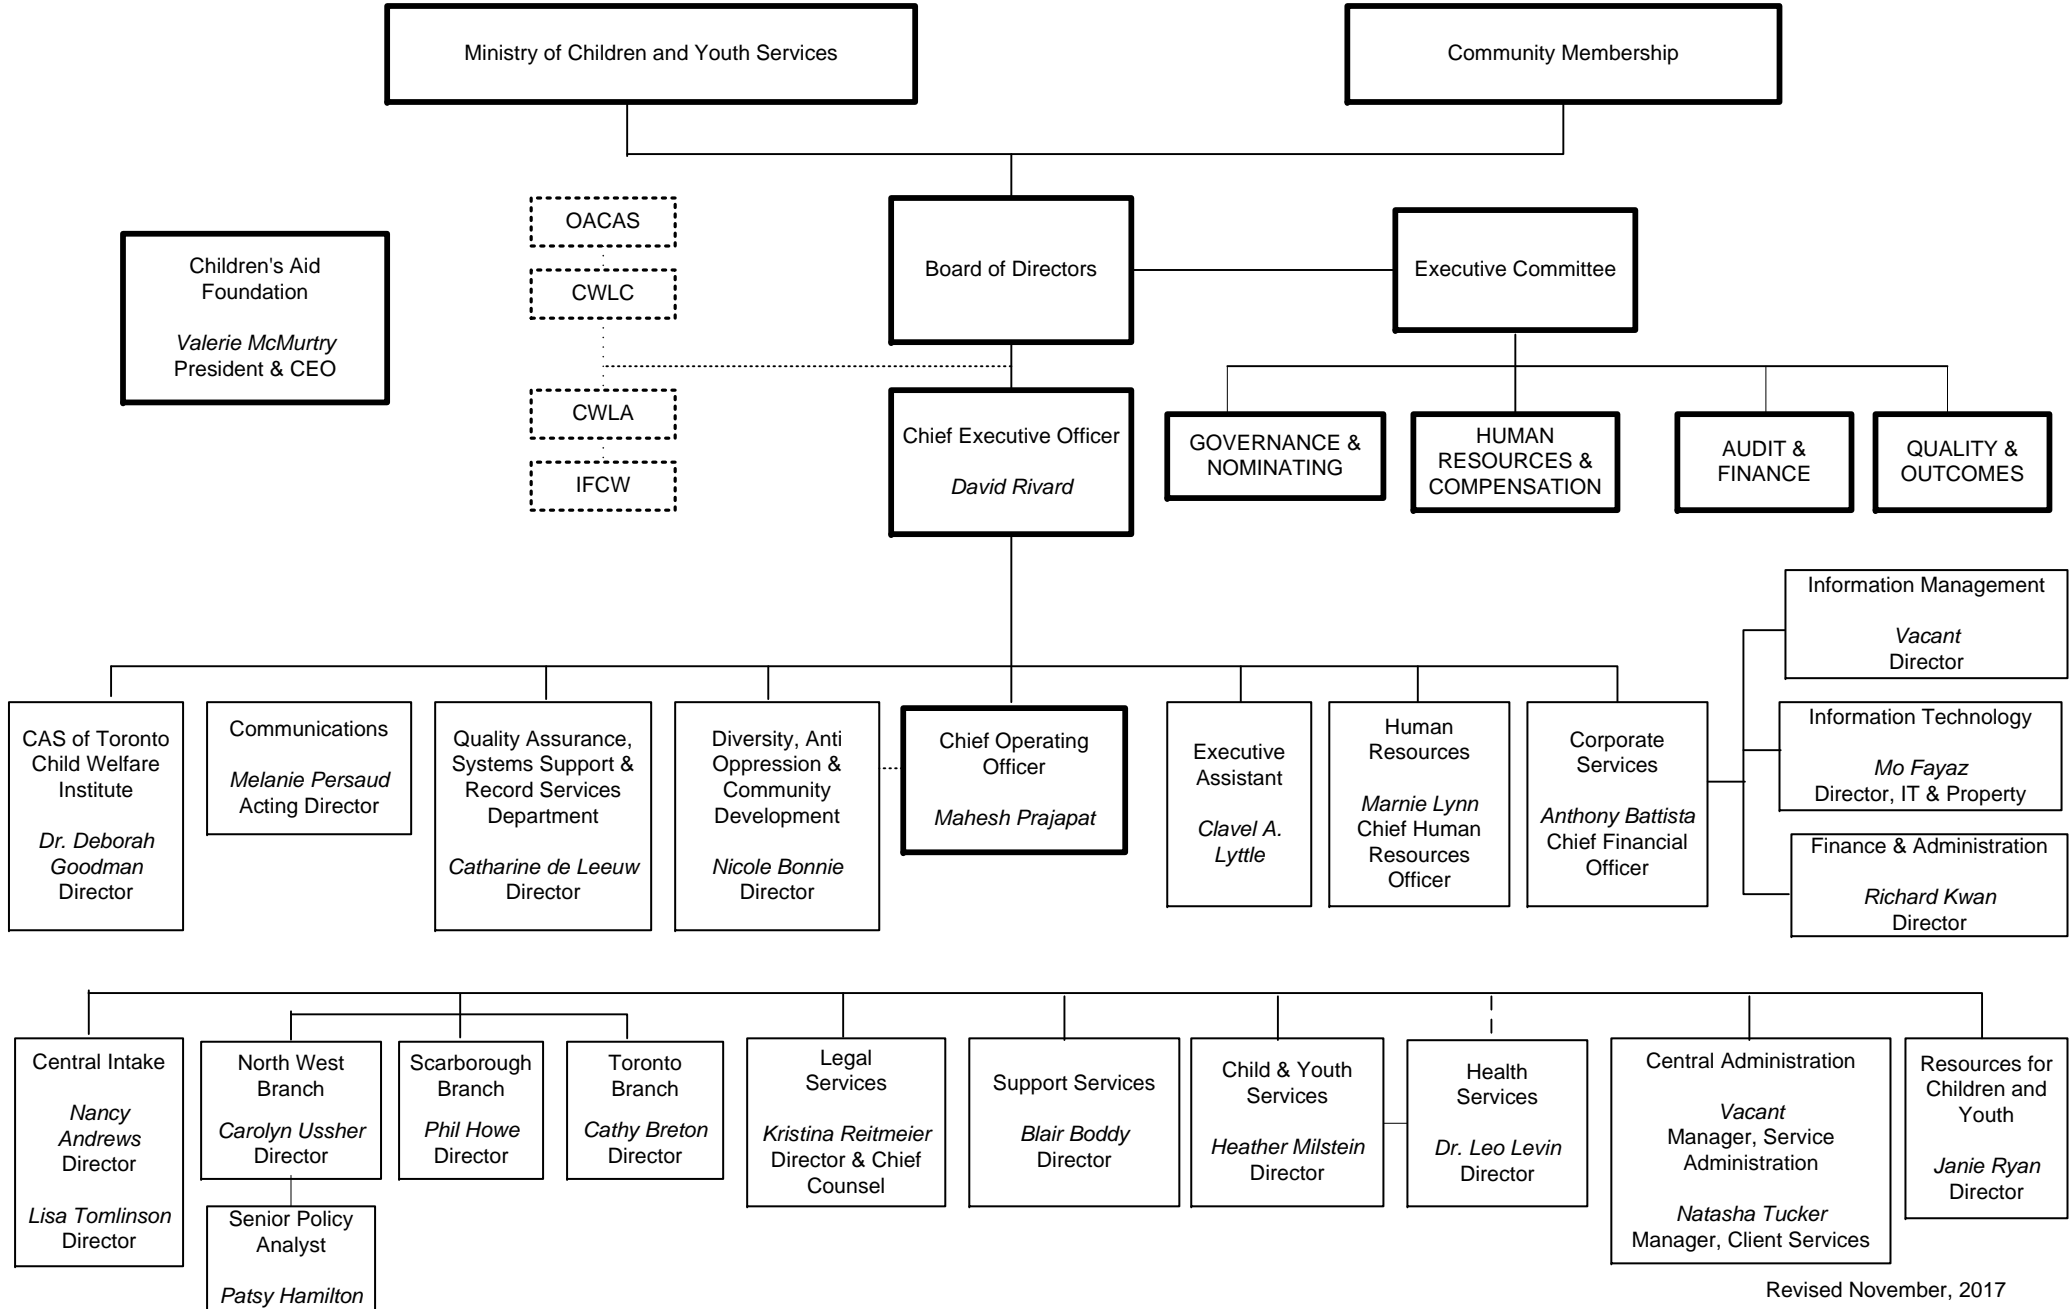 Ministry of Children and Youth Services
Community Membership
OACAS
CWLC
CWLA
IFCW
Children's Aid
Foundation
Valerie McMurtry
President & CEO
Board of Directors
Executive Committee
Chief Executive Officer
David Rivard
GOVERNANCE &
NOMINATING
HUMAN
RESOURCES &
COMPENSATION
AUDIT &
FINANCE
QUALITY &
OUTCOMES
Information Management
Vacant
Director
Information Technology
Mo Fayaz
Director, IT & Property
Finance & Administration
Richard Kwan
Director
CAS of Toronto
Child Welfare
Institute
Dr. Deborah
Goodman
Director
Communications
Melanie Persaud
Acting Director
Quality Assurance,
Systems Support &
Record Services
Department
Catharine de Leeuw
Director
Diversity, Anti
Oppression &
Community
Development
Nicole Bonnie
Director
Chief Operating
Officer
Mahesh Prajapat
Executive
Assistant
Clavel A.
Lyttle
Human
Resources
Marnie Lynn
Chief Human
Resources
Officer
Corporate
Services
Anthony Battista
Chief Financial
Officer
Central Intake
Nancy
Andrews
Director
Lisa Tomlinson
Director
North West
Branch
Carolyn Ussher
Director
Senior Policy
Analyst
Patsy Hamilton
Scarborough
Branch
Phil Howe
Director
Toronto
Branch
Cathy Breton
Director
Legal
Services
Kristina Reitmeier
Director & Chief
Counsel
Support Services
Blair Boddy
Director
Child & Youth
Services
Heather Milstein
Director
Health
Services
Dr. Leo Levin
Director
Central Administration
Vacant
Manager, Service
Administration
Natasha Tucker
Manager, Client Services
Resources for
Children and
Youth
Janie Ryan
Director
Revised November, 2017